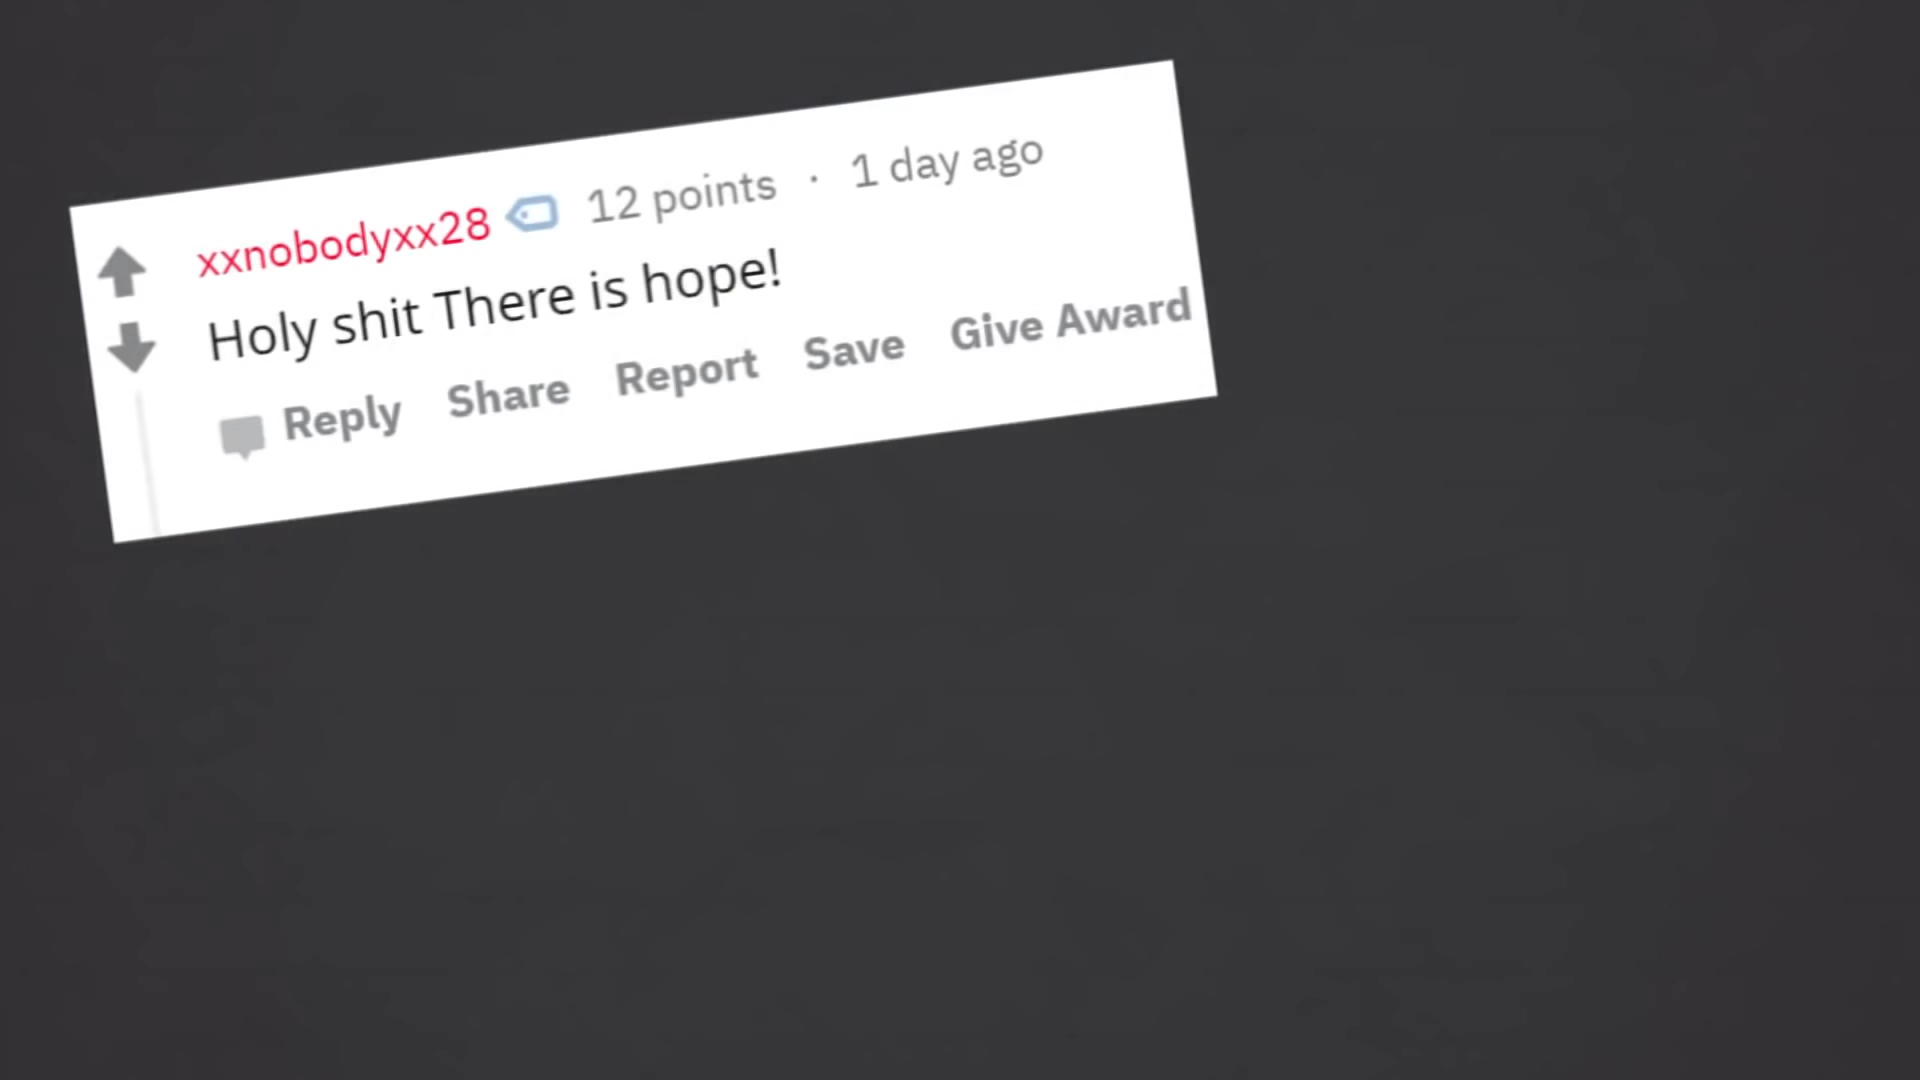 xxnobodyxx28 12 points · 1 day ago
Holy shit There is hope!
Reply Share Report Save Give Award